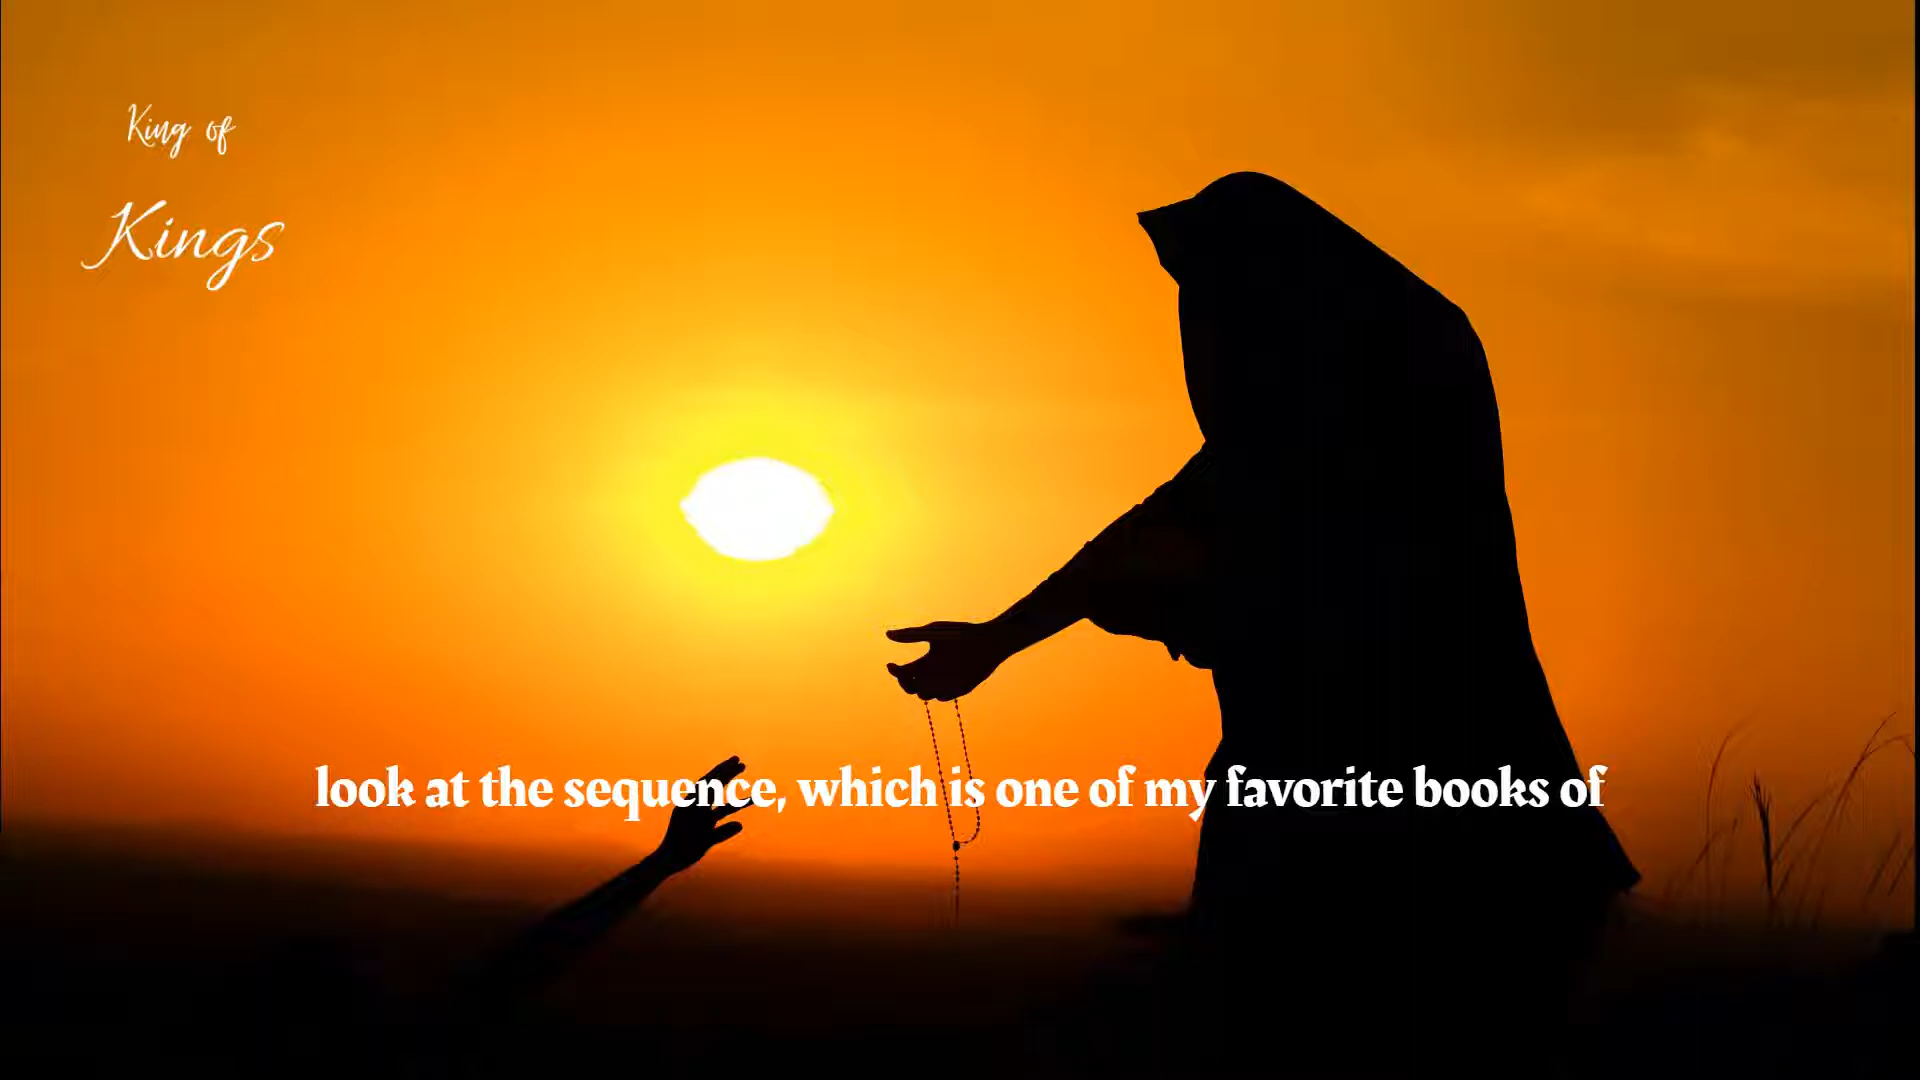 King of
Kings
look at the sequence, which is one of my favorite books of